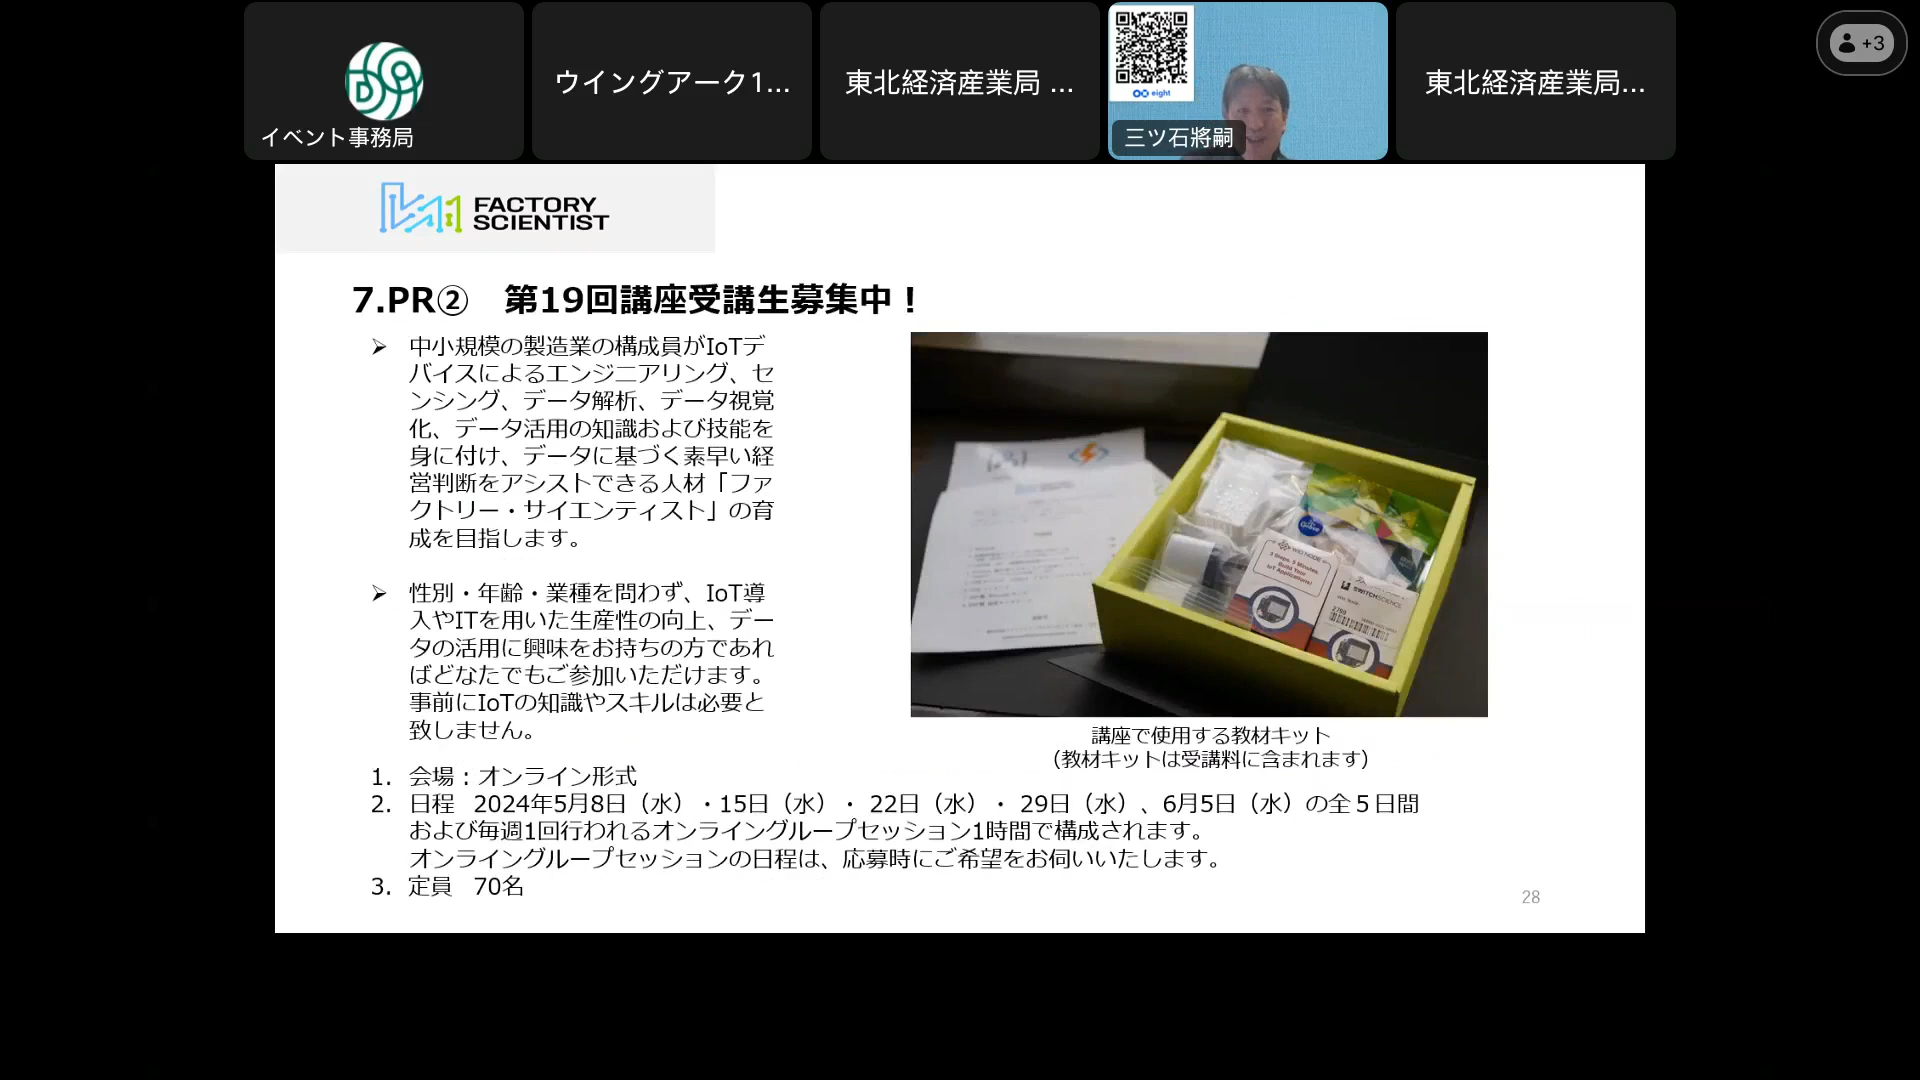 イベント事務局
ウイングアーク1...
東北経済産業局 ...
eight
三ツ石將嗣
東北経済産業局...
+3
FACTORY
SCIENTIST
7.PR② 第19回講座受講生募集中！
➢ 中小規模の製造業の構成員がIoTデ
バイスによるエンジニアリング、セ
ンシング、データ解析、データ視覚
化、データ活用の知識および技能を
身に付け、データに基づく素早い経
営判断をアシストできる人材「ファ
クトリー・サイエンティスト」の育
成を目指します。
➢ 性別・年齢・業種を問わず、IoT導
入やITを用いた生産性の向上、デー
タの活用に興味をお持ちの方であれ
ばどなたでもご参加いただけます。
事前にIoTの知識やスキルは必要と
致しません。
WIO NODE
3 Steps, 5 Minutes,
Build Your
IoT Applications!
SWITCHSCIENCE
講座で使用する教材キット
（教材キットは受講料に含まれます）
1. 会場：オンライン形式
2. 日程 2024年5月8日（水）・15日（水）・ 22日（水）・ 29日（水）、6月5日（水）の全５日間
および毎週1回行われるオンライングループセッション1時間で構成されます。
オンライングループセッションの日程は、応募時にご希望をお伺いいたします。
3. 定員 70名
28